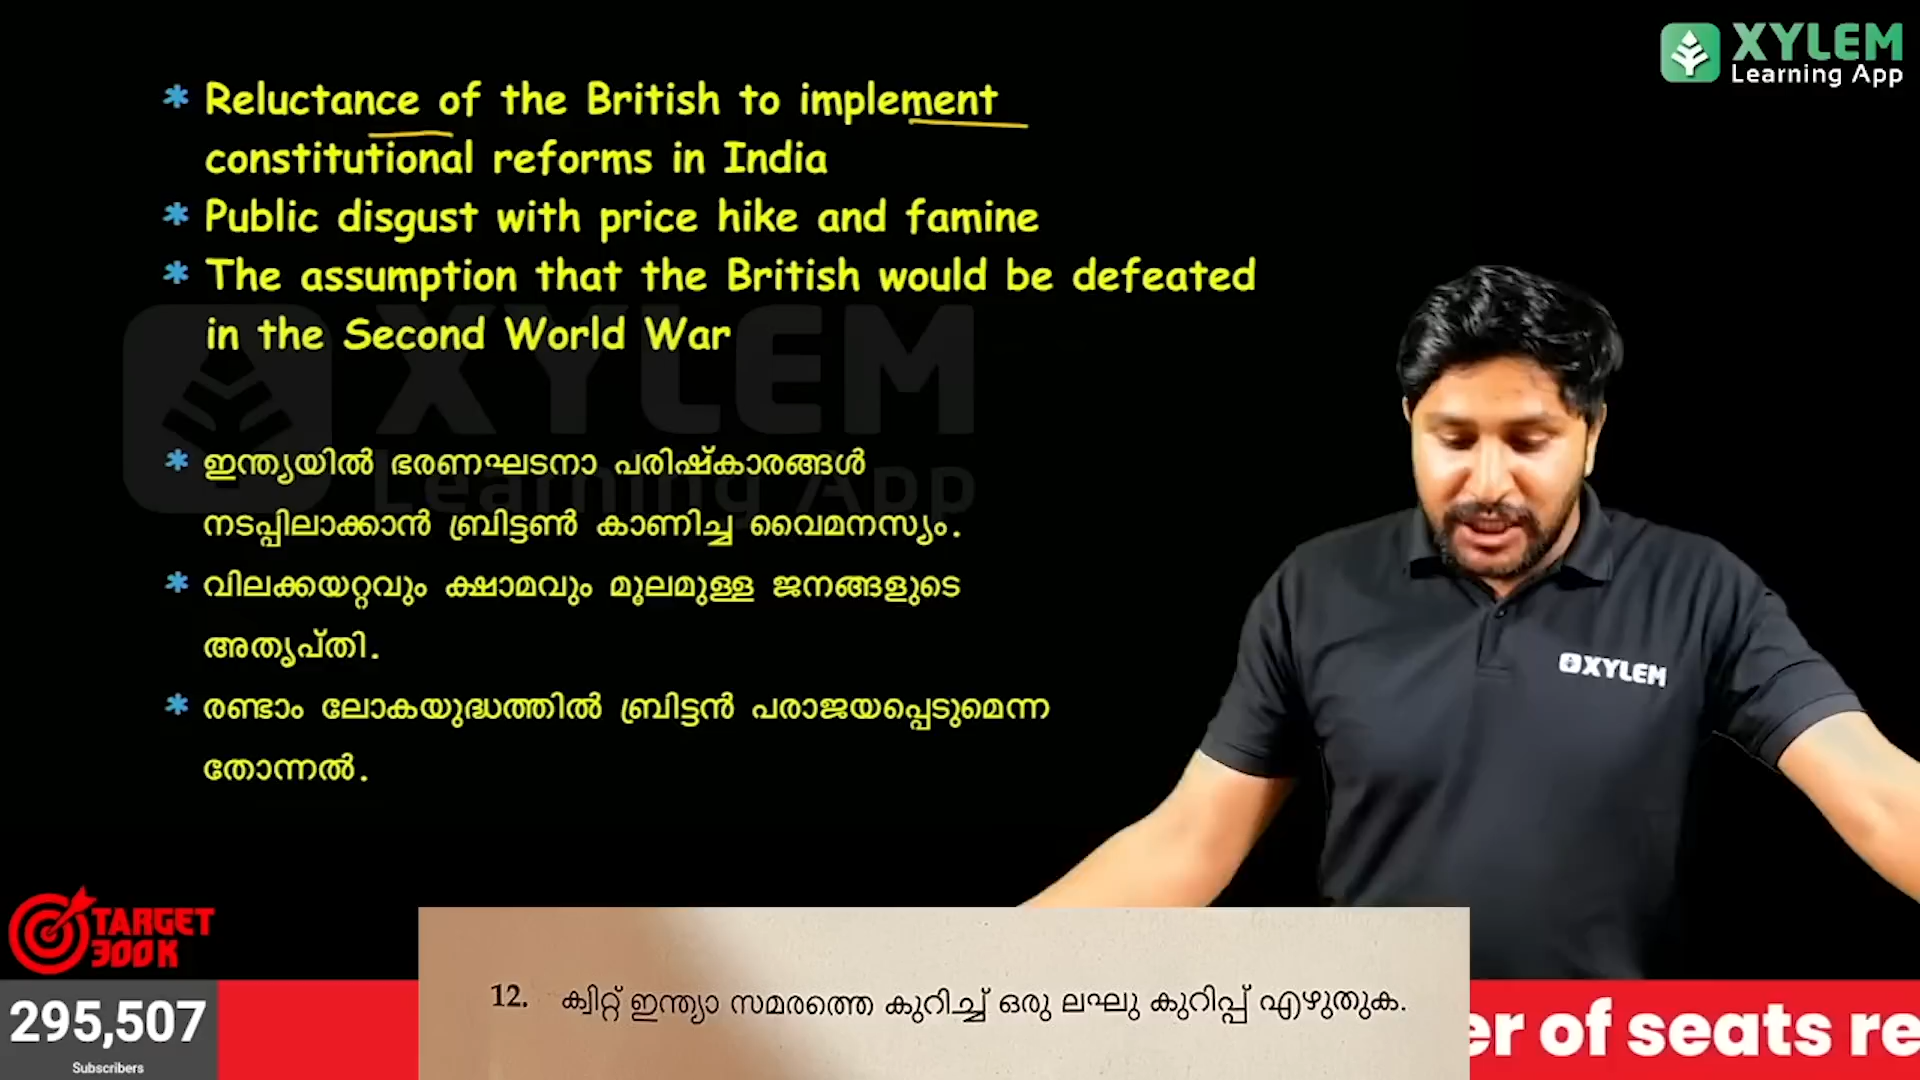 XYLEM
Learning App
* Reluctance of the British to implement
constitutional reforms in India
* Public disgust with price hike and famine
* The assumption that the British would be defeated
in the Second World War
XYLEM
Learning App
* ഇന്ത്യയിൽ ഭരണഘടനാ പരിഷ്കാരങ്ങൾ
നടപ്പിലാക്കാൻ ബ്രിട്ടൺ കാണിച്ച വൈമനസ്യം.
* വിലക്കയറ്റവും ക്ഷാമവും മൂലമുള്ള ജനങ്ങളുടെ
അതൃപ്തി.
* രണ്ടാം ലോകയുദ്ധത്തിൽ ബ്രിട്ടൻ പരാജയപ്പെടുമെന്ന
തോന്നൽ.
XYLEM
TARGET
300K
295,507
Subscribers
12. ക്വിറ്റ് ഇന്ത്യാ സമരത്തെ കുറിച്ച് ഒരു ലഘു കുറിപ്പ് എഴുതുക.
er of seats re